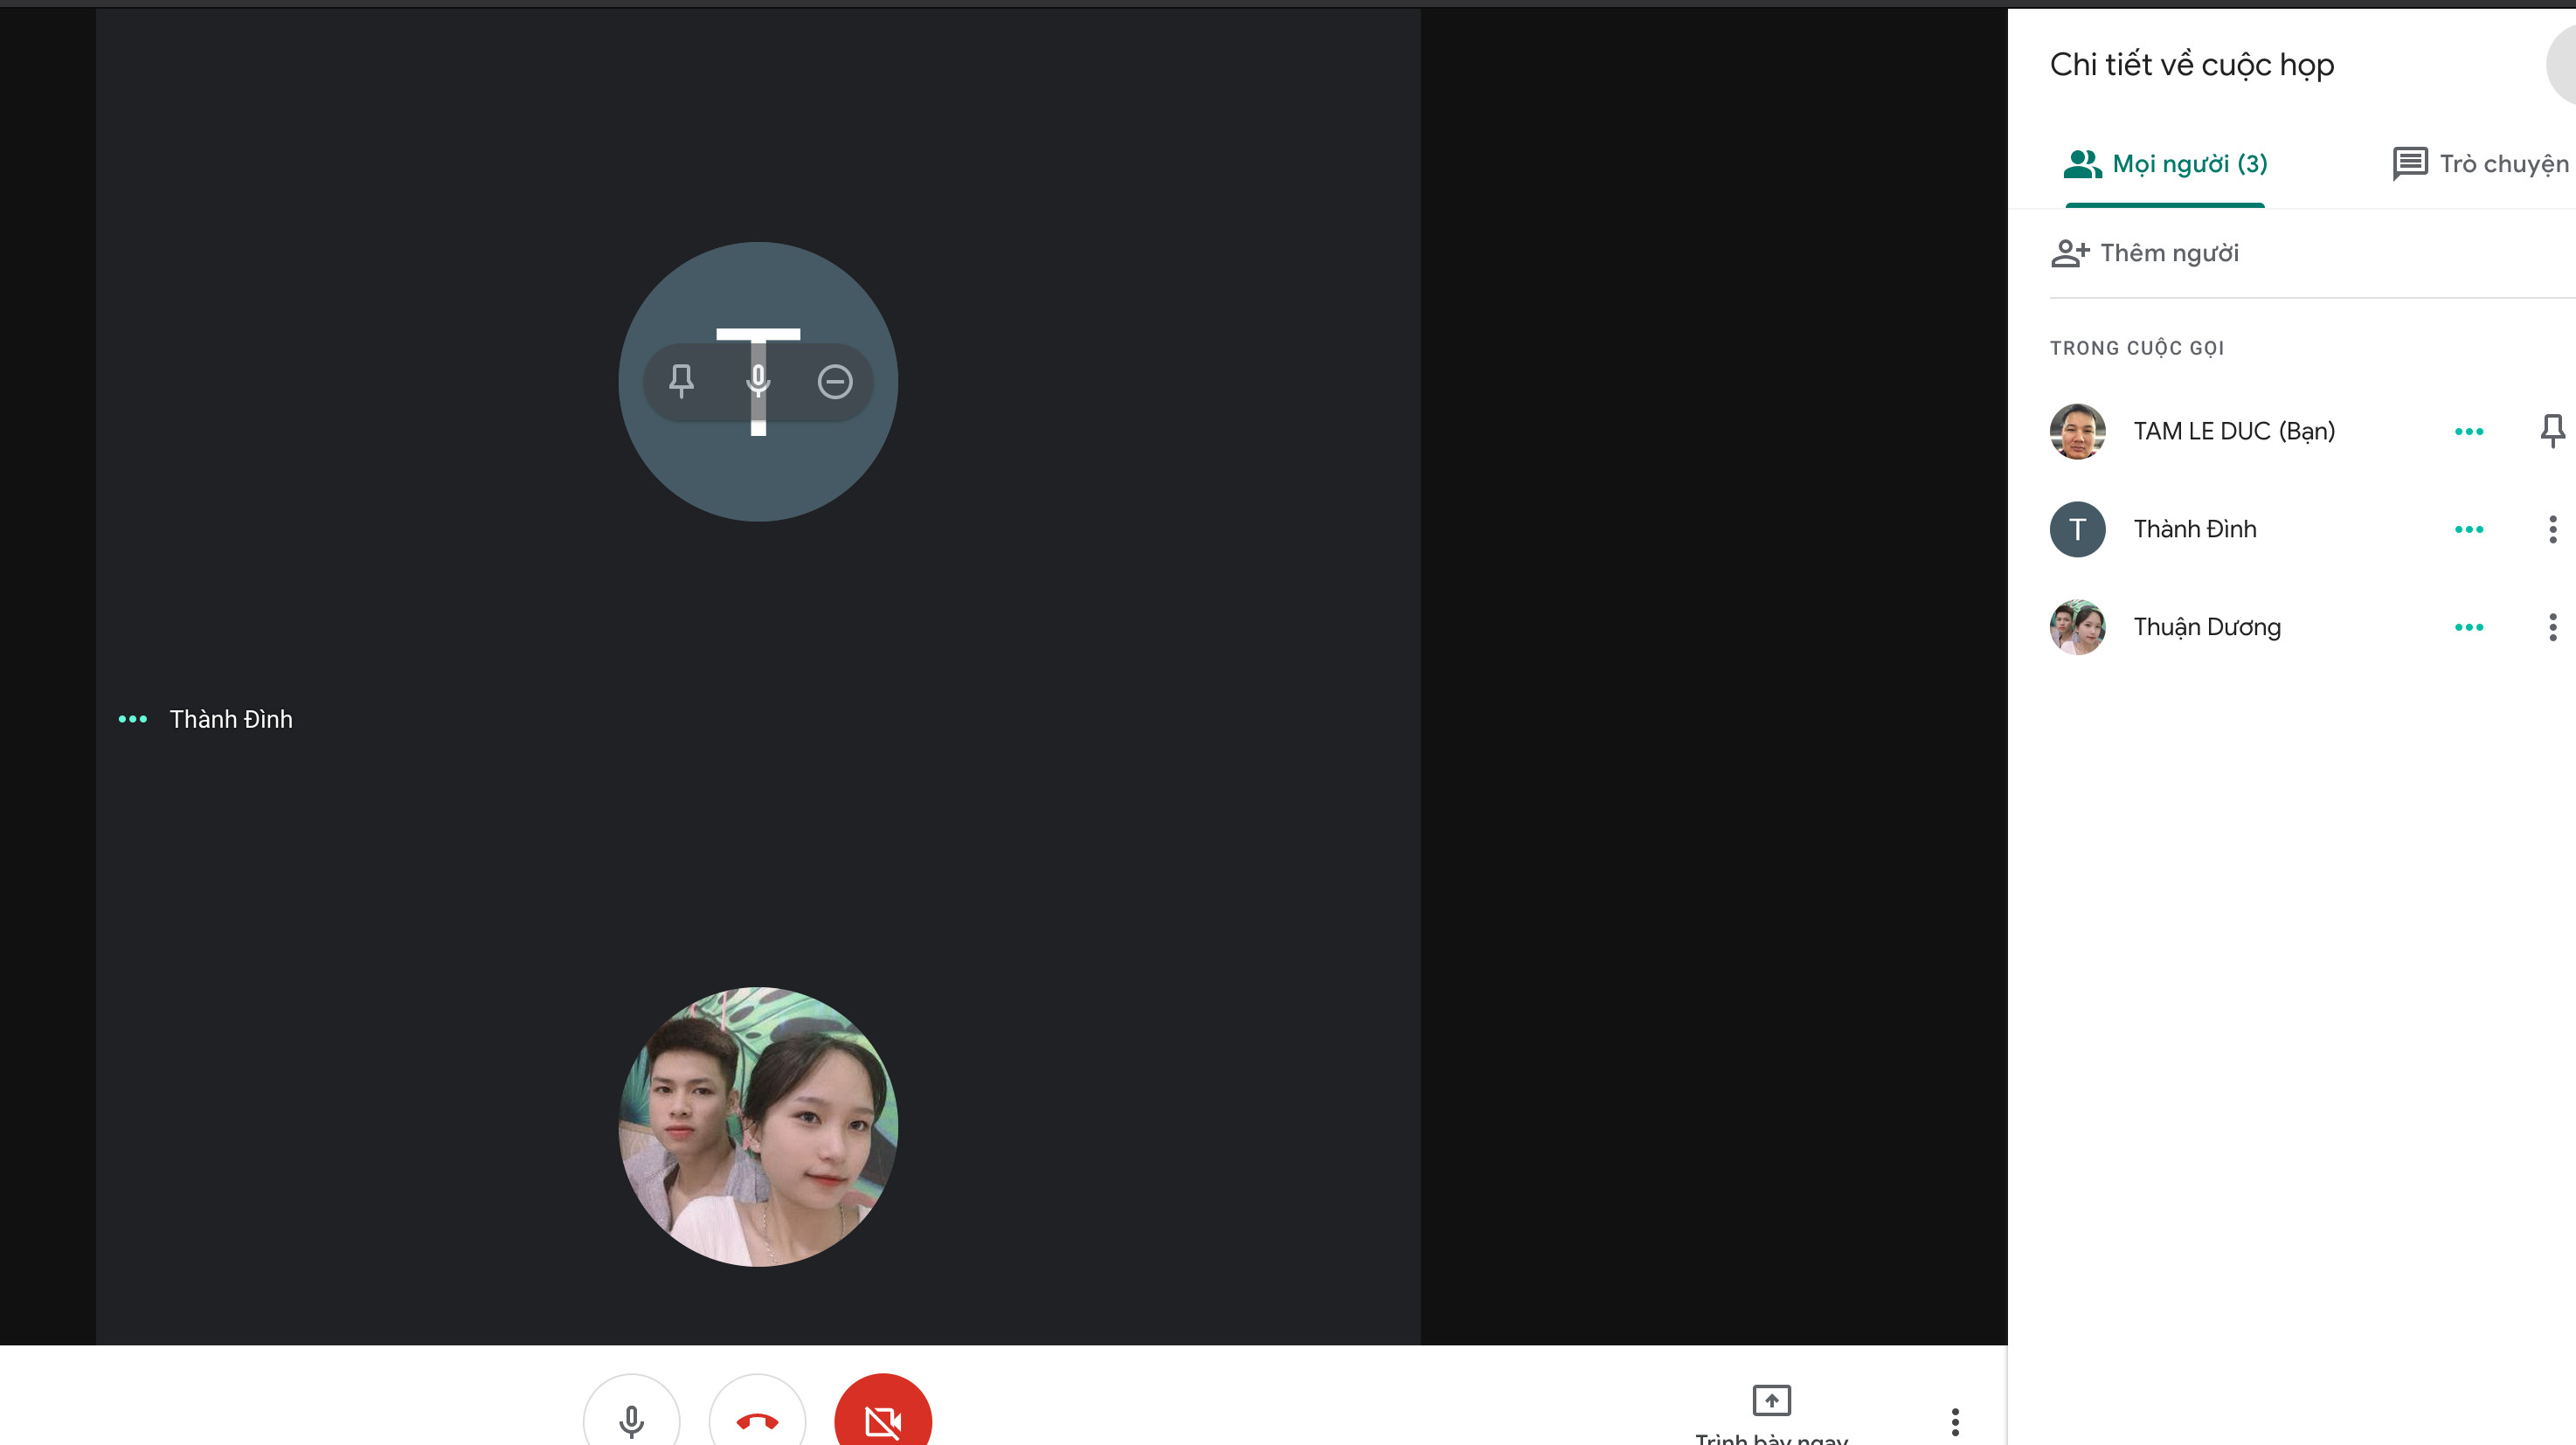 T
Thành Đình
Chi tiết về cuộc họp
Mọi người (3)
Trò chuyện
Thêm người
TRONG CUỘC GỌI
TAM LE DUC (Bạn)
T
Thành Đình
Thuận Dương
Trình bày ngay